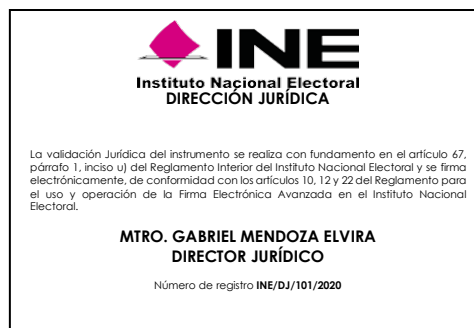 INE
Instituto Nacional Electoral
DIRECCIÓN JURÍDICA
La validación Jurídica del instrumento se realiza con fundamento en el artículo 67,
párrafo 1, inciso u) del Reglamento Interior del Instituto Nacional Electoral y se firma
electrónicamente, de conformidad con los artículos 10, 12 y 22 del Reglamento para
el uso y operación de la Firma Electrónica Avanzada en el Instituto Nacional
Electoral.
MTRO. GABRIEL MENDOZA ELVIRA
DIRECTOR JURÍDICO
Número de registro INE/DJ/101/2020